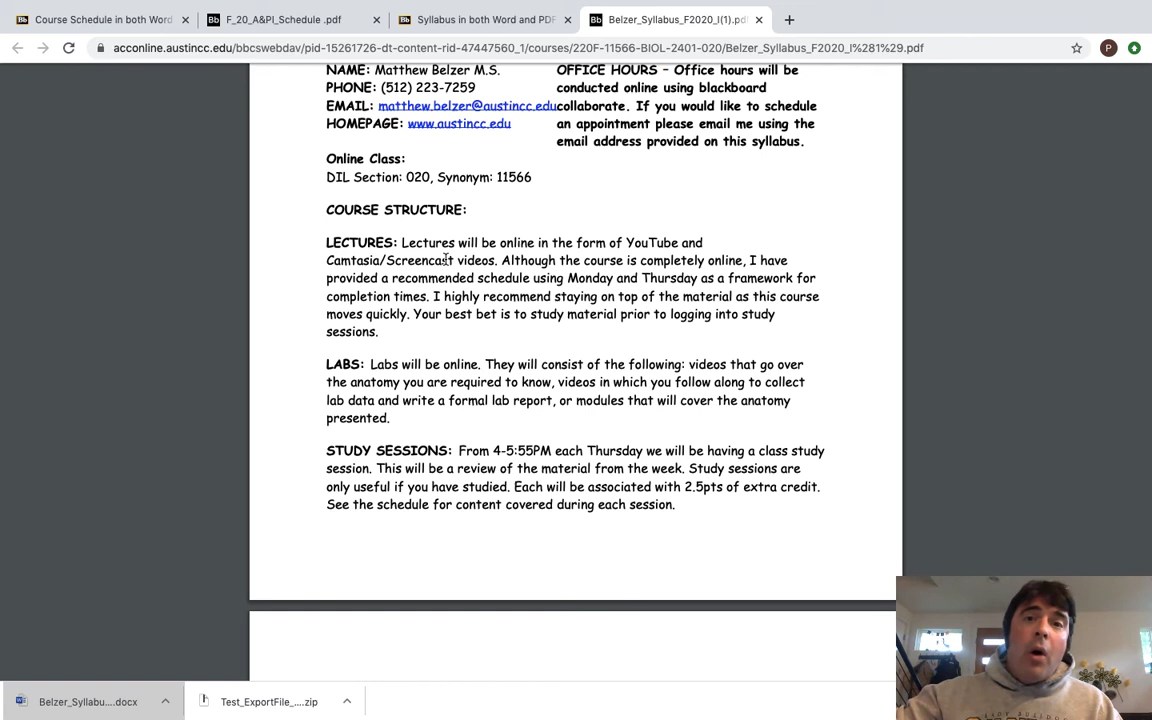 Course Schedule in both Word
F_20_A&PI_Schedule .pdf
Syllabus in both Word and PDF
Belzer_Syllabus_F2020_I(1).pdf
acconline.austincc.edu/bbcswebdav/pid-15261726-dt-content-rid-47447560_1/courses/220F-11566-BIOL-2401-020/Belzer_Syllabus_F2020_I%281%29.pdf
P
NAME: Matthew Belzer M.S.
PHONE: (512) 223-7259
EMAIL: matthew.belzer@austincc.edu
HOMEPAGE: www.austincc.edu
OFFICE HOURS – Office hours will be
conducted online using blackboard
collaborate. If you would like to schedule
an appointment please email me using the
email address provided on this syllabus.
Online Class:
DIL Section: 020, Synonym: 11566
COURSE STRUCTURE:
LECTURES: Lectures will be online in the form of YouTube and
Camtasia/Screencast videos. Although the course is completely online, I have
provided a recommended schedule using Monday and Thursday as a framework for
completion times. I highly recommend staying on top of the material as this course
moves quickly. Your best bet is to study material prior to logging into study
sessions.
LABS: Labs will be online. They will consist of the following: videos that go over
the anatomy you are required to know, videos in which you follow along to collect
lab data and write a formal lab report, or modules that will cover the anatomy
presented.
STUDY SESSIONS: From 4-5:55PM each Thursday we will be having a class study
session. This will be a review of the material from the week. Study sessions are
only useful if you have studied. Each will be associated with 2.5pts of extra credit.
See the schedule for content covered during each session.
Belzer_Syllabu....docx
Test_ExportFile_....zip